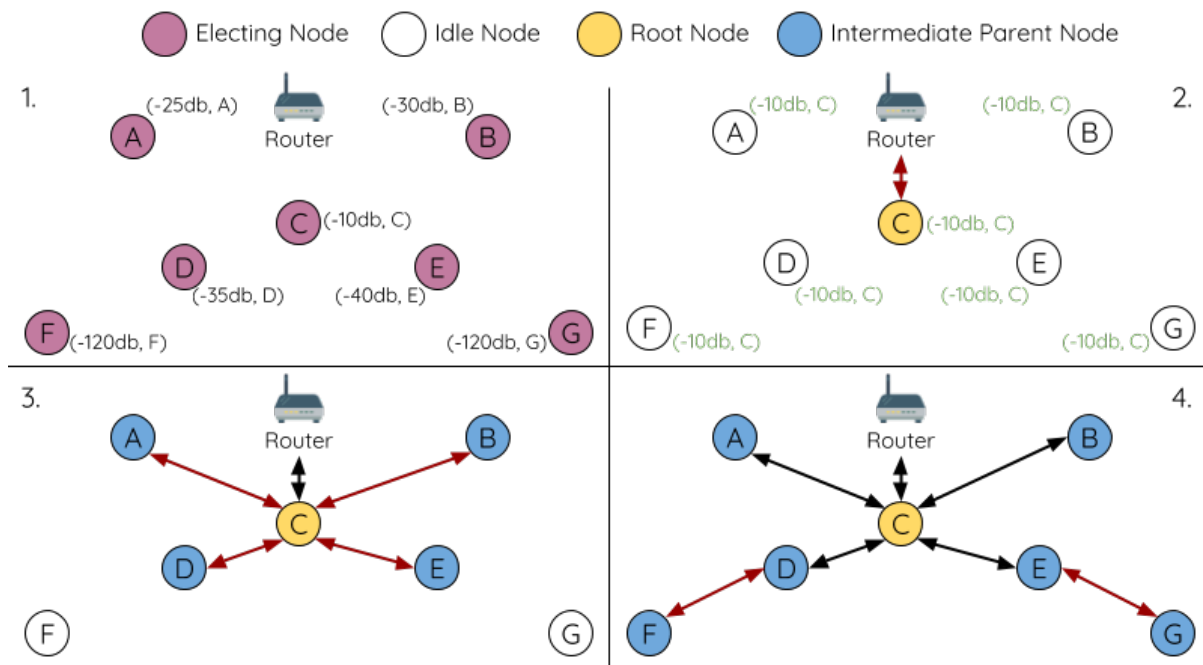 Electing Node
Idle Node
Root Node
Intermediate Parent Node
1.
(-25db, A)
A
Router
(-30db, B)
B
C
(-10db, C)
D
(-35db, D)
E
(-40db, E)
F
(-120db, F)
G
(-120db, G)
2.
(-10db, C)
A
Router
(-10db, C)
B
C
(-10db, C)
D
(-10db, C)
E
(-10db, C)
F
(-10db, C)
G
(-10db, C)
3.
A
Router
B
C
D
E
F
G
4.
A
Router
B
C
D
E
F
G